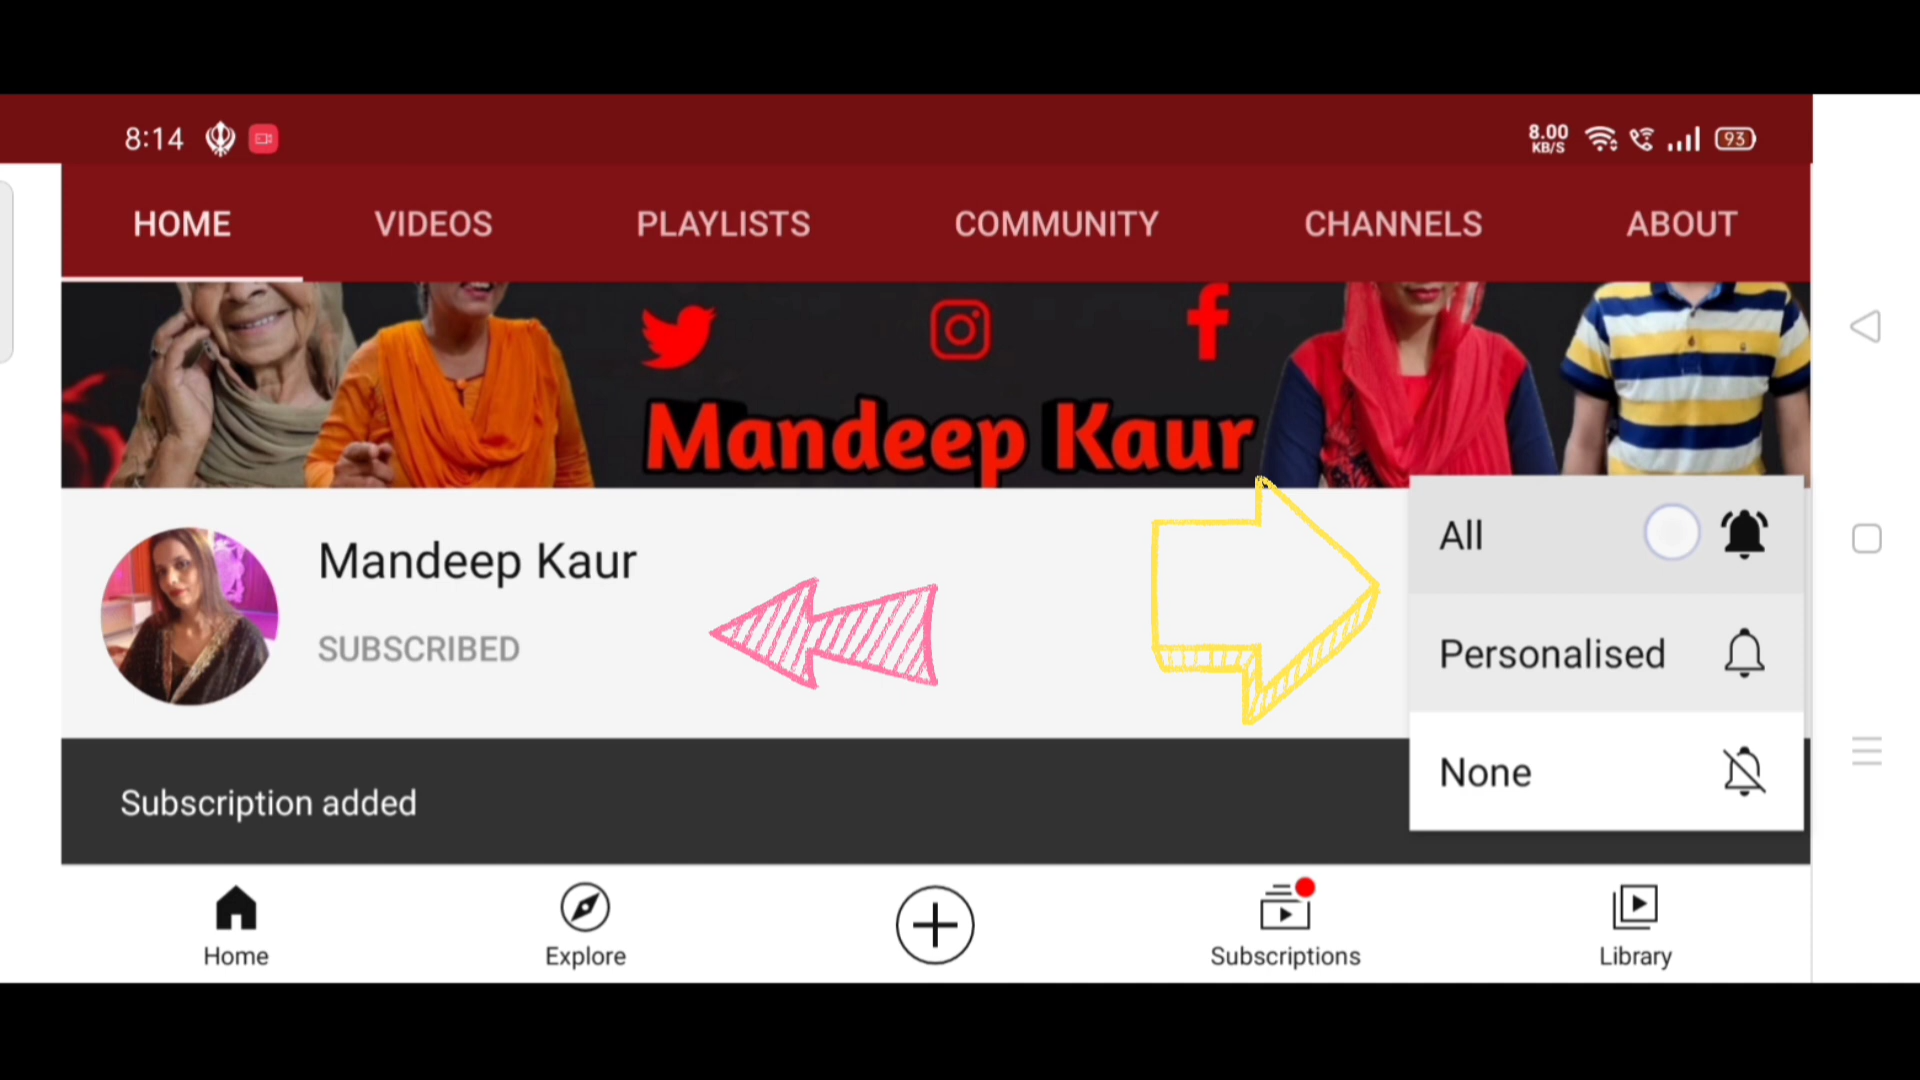 8:14
8.00
KB/S
93
HOME VIDEOS PLAYLISTS COMMUNITY CHANNELS ABOUT
Mandeep Kaur
Mandeep Kaur
SUBSCRIBED
All
Personalised
None
Subscription added
Home Explore Subscriptions Library